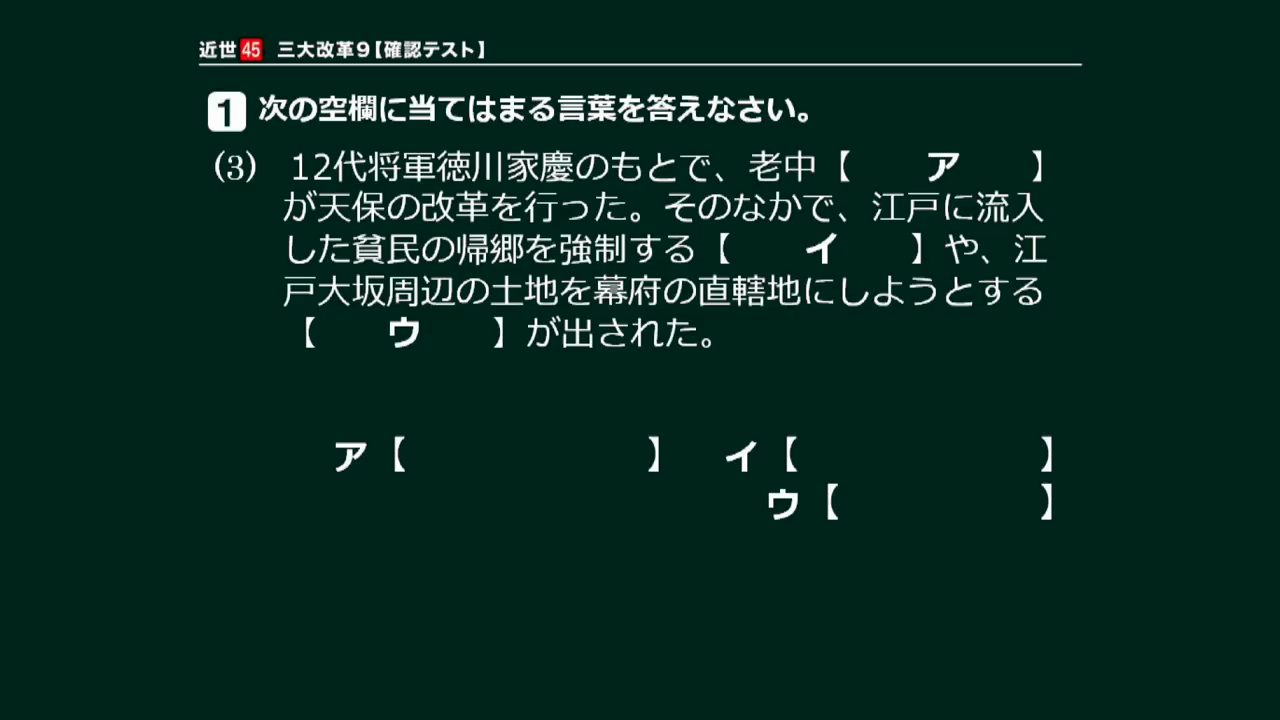 近世45 三大改革9【確認テスト】
1 次の空欄に当てはまる言葉を答えなさい。
(3) 12代将軍徳川家慶のもとで、老中【 ア 】
が天保の改革を行った。そのなかで、江戸に流入
した貧民の帰郷を強制する【 イ 】や、江
戸大坂周辺の土地を幕府の直轄地にしようとする
【 ウ 】が出された。
ア【 】 イ【 】
ウ【 】